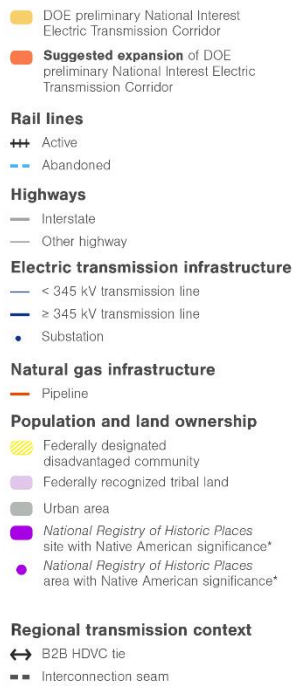 DOE preliminary National Interest
Electric Transmission Corridor
Suggested expansion of DOE
preliminary National Interest Electric
Transmission Corridor
Rail lines
Active
Abandoned
Highways
Interstate
Other highway
Electric transmission infrastructure
< 345 kV transmission line
≥ 345 kV transmission line
Substation
Natural gas infrastructure
Pipeline
Population and land ownership
Federally designated
disadvantaged community
Federally recognized tribal land
Urban area
National Registry of Historic Places
site with Native American significance*
National Registry of Historic Places
area with Native American significance*
Regional transmission context
B2B HDVC tie
Interconnection seam